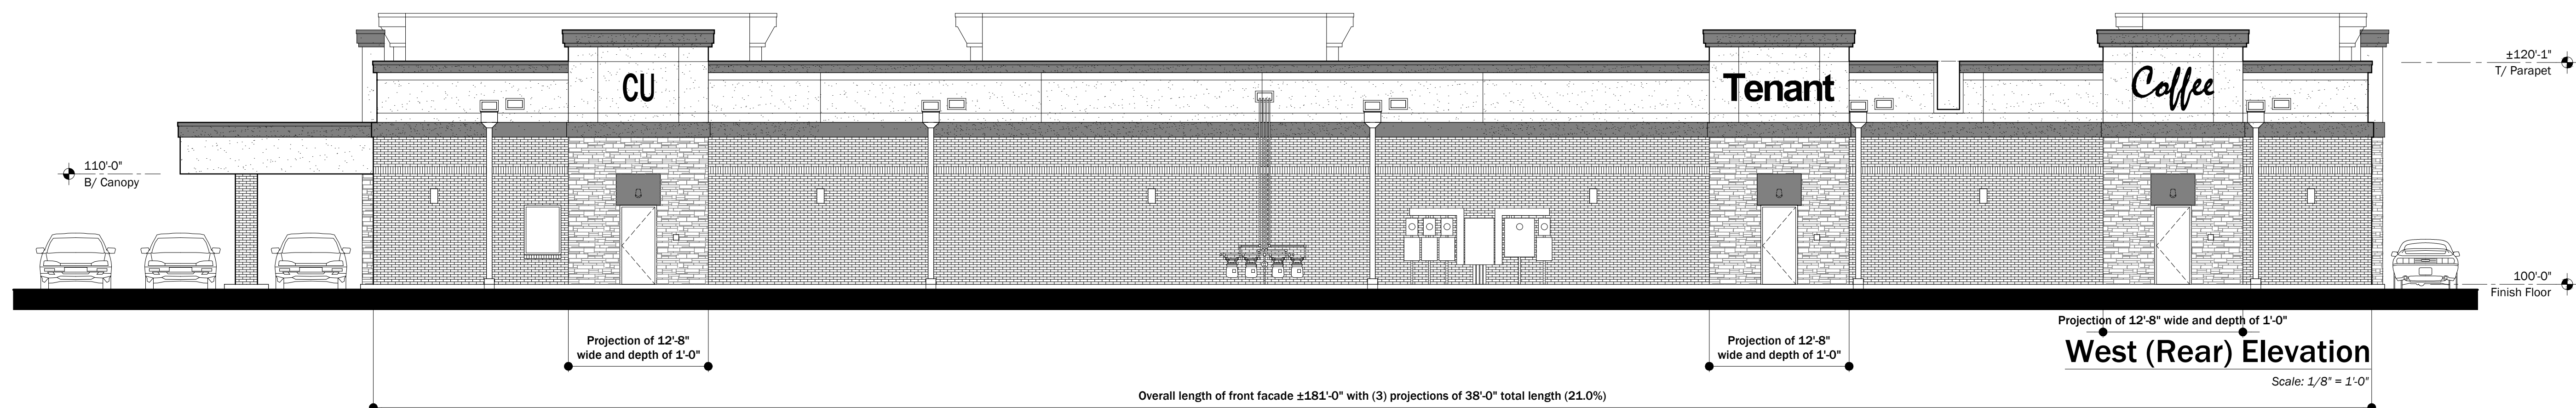 ±120'-1"
T/ Parapet
CU
Tenant
Coffee
110'-0"
B/ Canopy
100'-0"
Finish Floor
Projection of 12'-8"
wide and depth of 1'-0"
Projection of 12'-8"
wide and depth of 1'-0"
Projection of 12'-8" wide and depth of 1'-0"
West (Rear) Elevation
Scale: 1/8" = 1'-0"
Overall length of front facade ±181'-0" with (3) projections of 38'-0" total length (21.0%)